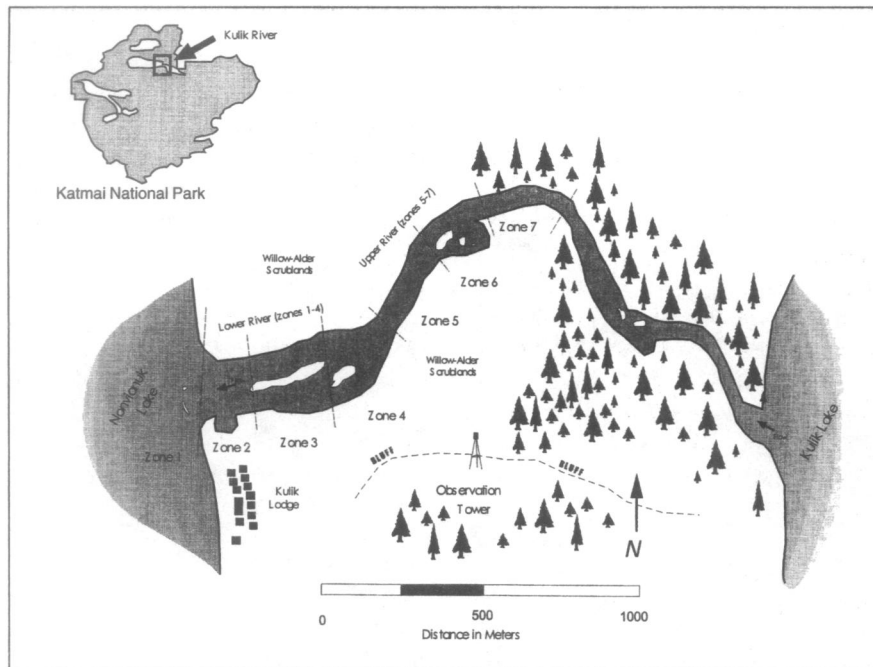 Kulik River
Katmai National Park
Zone 7
Upper River (zones 5-7)
Willow-Alder
Scrublands
Zone 6
Lower River (zones 1-4)
Zone 5
Willow-Alder
Scrublands
Nonvianuk
Lake
Kulik Lake
Zone 4
Zone 1
Zone 2
Zone 3
BLUFF
BLUFF
Kulik
Lodge
Observation
Tower
N
0
500
1000
Distance in Meters